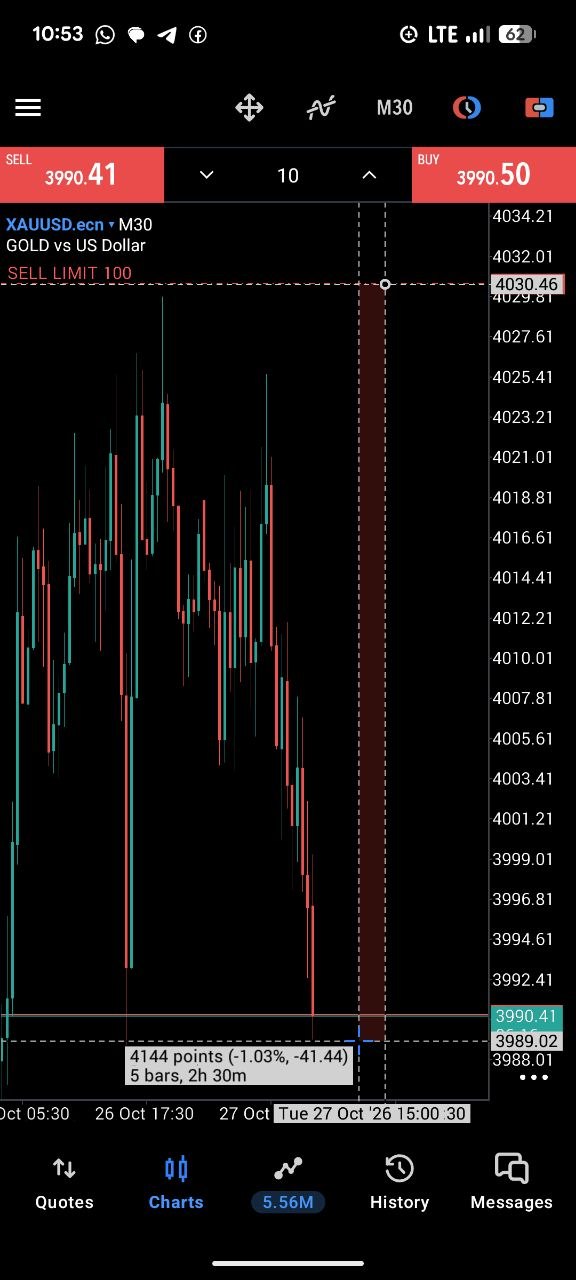 10:53
LTE
62
M30
SELL
3990.41
10
BUY
3990.50
XAUUSD.ecn ▾ M30
GOLD vs US Dollar
SELL LIMIT 100
4034.21
4032.01
4030.46
4029.81
4027.61
4025.41
4023.21
4021.01
4018.81
4016.61
4014.41
4012.21
4010.01
4007.81
4005.61
4003.41
4001.21
3999.01
3996.81
3994.61
3992.41
3990.41
3989.02
3988.01
4144 points (-1.03%, -41.44)
5 bars, 2h 30m
Oct 05:30
26 Oct 17:30
27 Oct
Tue 27 Oct '26 15:00
:30
Quotes
Charts
5.56M
History
Messages